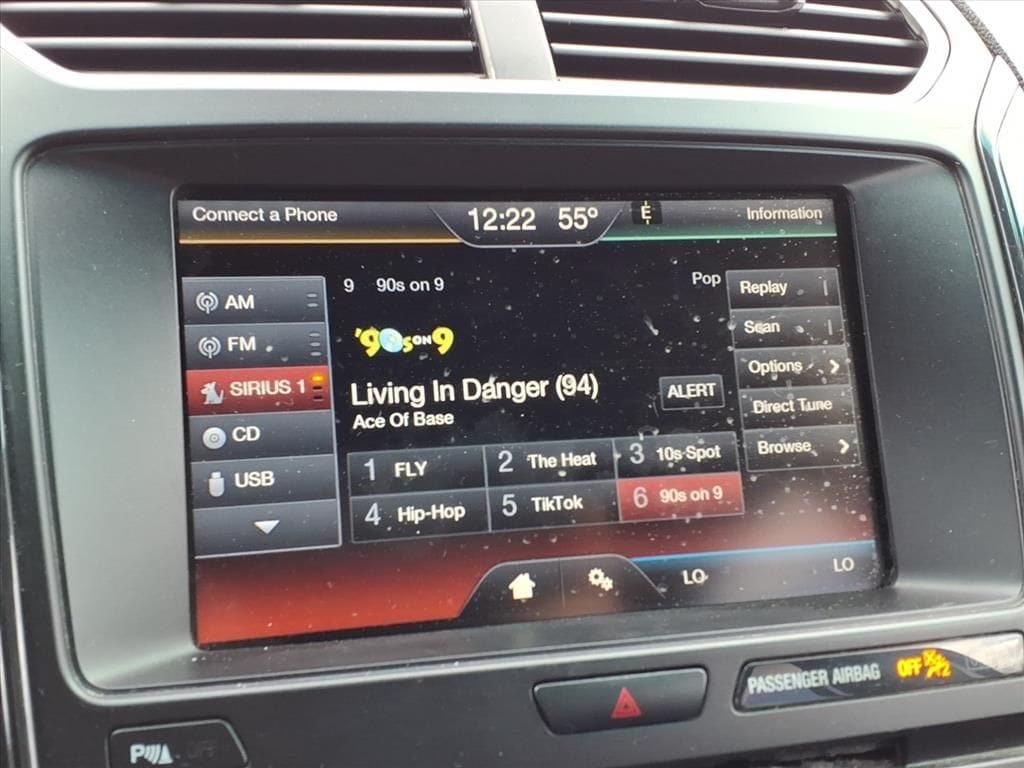 Connect a Phone
12:22 55° E
Information
AM
FM
SIRIUS 1
CD
USB
9 90s on 9
Pop
'90s ON 9
Living In Danger (94)
ALERT
Ace Of Base
1 FLY
2 The Heat
3 10s Spot
4 Hip-Hop
5 TikTok
6 90s on 9
Replay
Scan
Options
Direct Tune
Browse
LO
LO
PASSENGER AIRBAG OFF
P
OFF